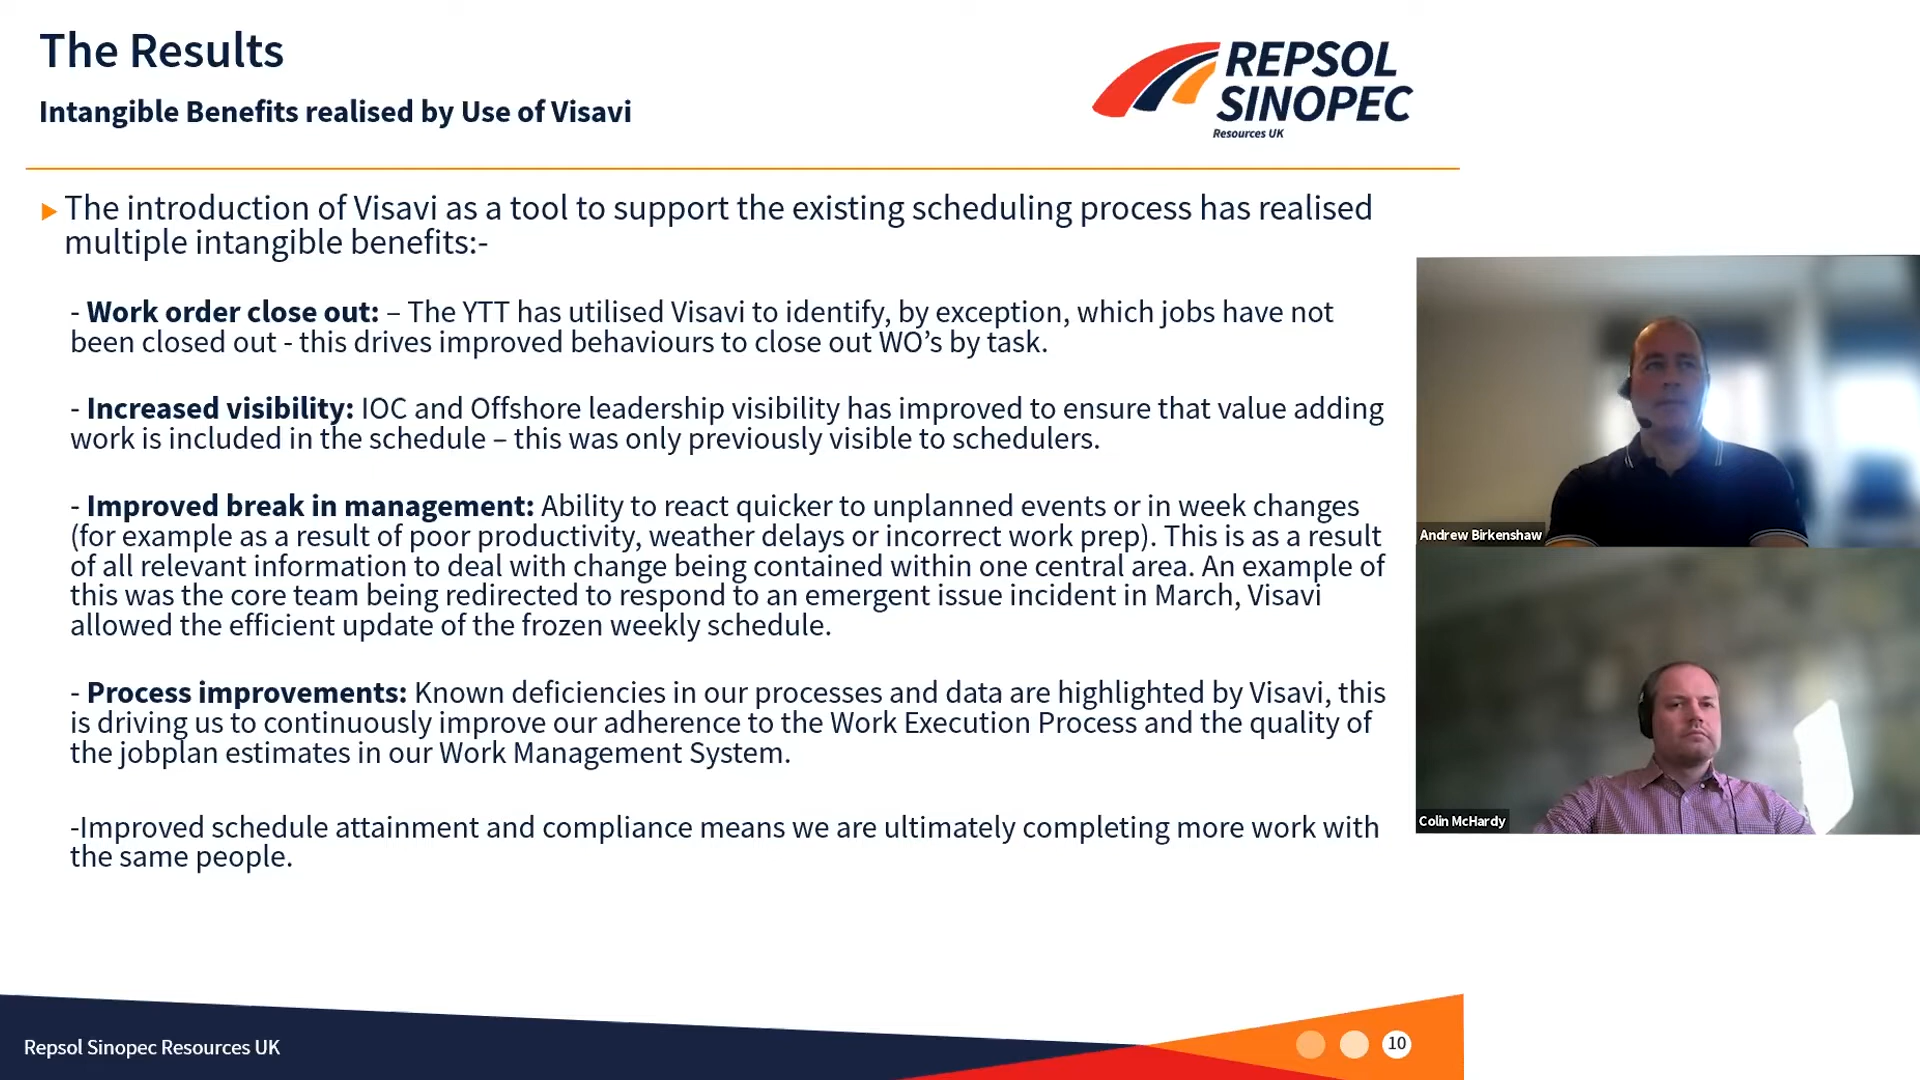 The Results
Intangible Benefits realised by Use of Visavi
REPSOL
SINOPEC
Resources UK
The introduction of Visavi as a tool to support the existing scheduling process has realised
multiple intangible benefits:-
- Work order close out: – The YTT has utilised Visavi to identify, by exception, which jobs have not
been closed out - this drives improved behaviours to close out WO’s by task.
- Increased visibility: IOC and Offshore leadership visibility has improved to ensure that value adding
work is included in the schedule – this was only previously visible to schedulers.
- Improved break in management: Ability to react quicker to unplanned events or in week changes
(for example as a result of poor productivity, weather delays or incorrect work prep). This is as a result
of all relevant information to deal with change being contained within one central area. An example of
this was the core team being redirected to respond to an emergent issue incident in March, Visavi
allowed the efficient update of the frozen weekly schedule.
- Process improvements: Known deficiencies in our processes and data are highlighted by Visavi, this
is driving us to continuously improve our adherence to the Work Execution Process and the quality of
the jobplan estimates in our Work Management System.
-Improved schedule attainment and compliance means we are ultimately completing more work with
the same people.
Andrew Birkenshaw
Colin McHardy
Repsol Sinopec Resources UK
10